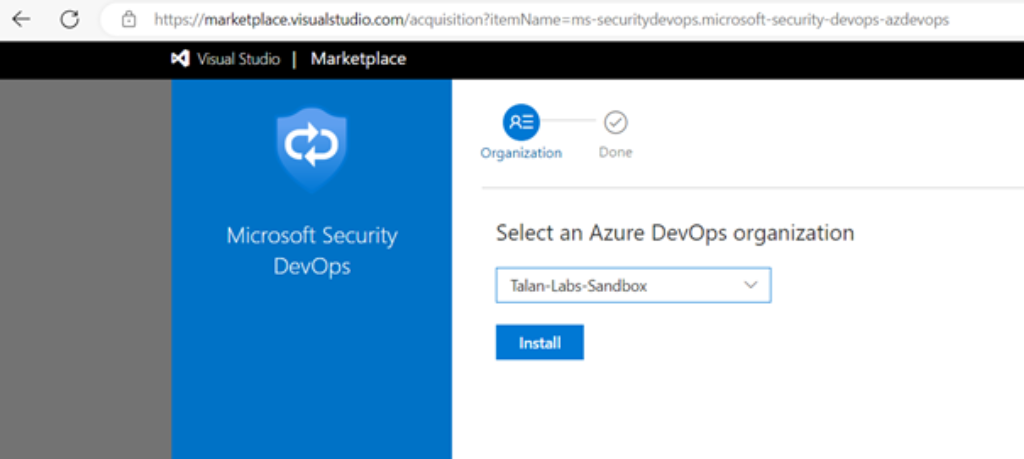 https://marketplace.visualstudio.com/acquisition?itemName=ms-securitydevops.microsoft-security-devops-azdevops
Visual Studio | Marketplace
Organization
Done
Microsoft Security
DevOps
Select an Azure DevOps organization
Talan-Labs-Sandbox
Install